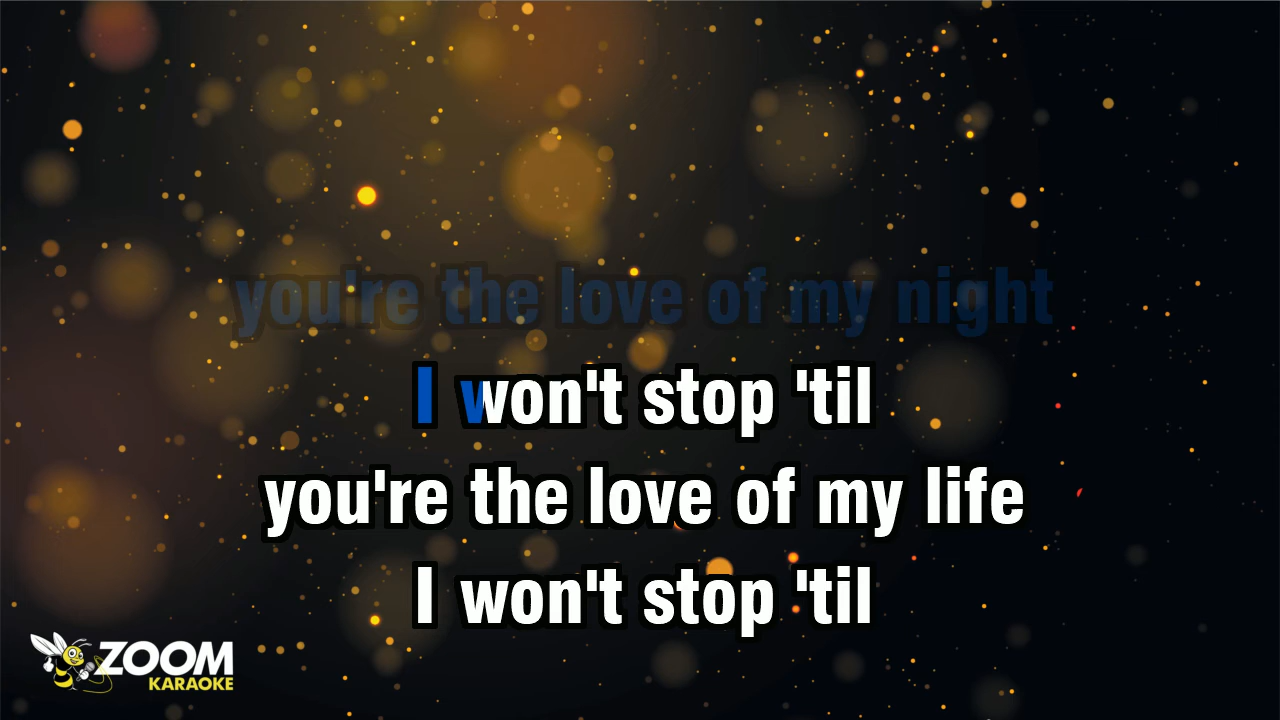 you're the love of my night
I won't stop 'til
you're the love of my life
I won't stop 'til
ZOOM
KARAOKE